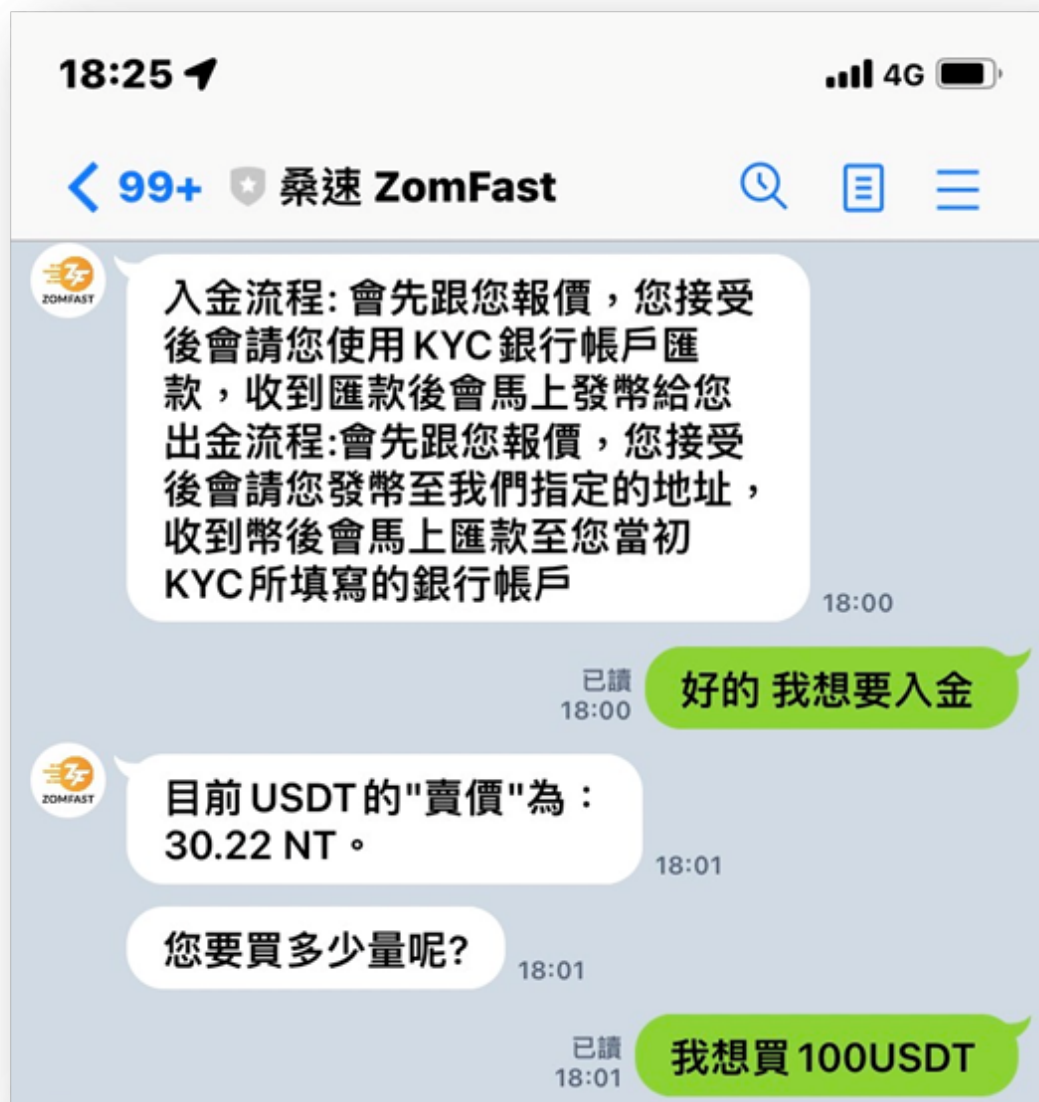 18:25
4G
99+
桑速 ZomFast
ZF
ZOMFAST
入金流程: 會先跟您報價,您接受
後會請您使用KYC銀行帳戶匯
款,收到匯款後會馬上發幣給您
出金流程:會先跟您報價,您接受
後會請您發幣至我們指定的地址,
收到幣後會馬上匯款至您當初
KYC所填寫的銀行帳戶
18:00
已讀
18:00
好的 我想要入金
ZF
ZOMFAST
目前USDT的"賣價"為:
30.22 NT。
18:01
您要買多少量呢?
18:01
已讀
18:01
我想買100USDT